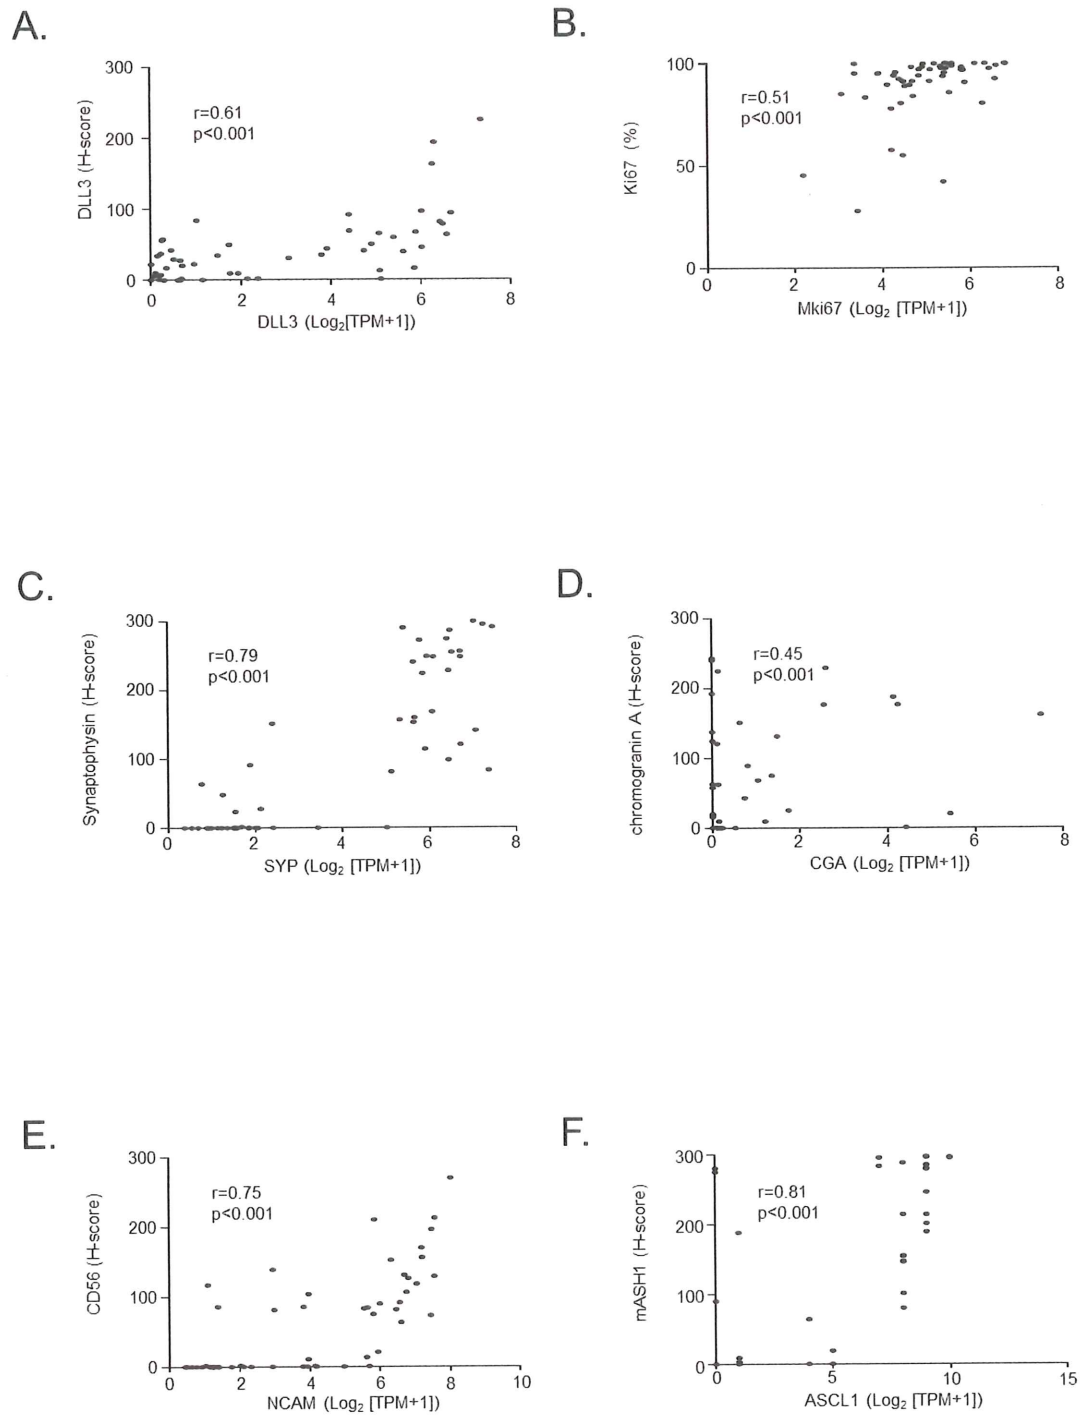 A.
300
200
100
0
DLL3 (H-score)
r=0.61
p<0.001
0 2 4 6 8
DLL3 (Log₂[TPM+1])
B.
100
50
0
Ki67 (%)
r=0.51
p<0.001
0 2 4 6 8
Mki67 (Log₂ [TPM+1])
C.
300
200
100
0
Synaptophysin (H-score)
r=0.79
p<0.001
0 2 4 6 8
SYP (Log₂ [TPM+1])
D.
300
200
100
0
chromogranin A (H-score)
r=0.45
p<0.001
0 2 4 6 8
CGA (Log₂ [TPM+1])
E.
300
200
100
0
CD56 (H-score)
r=0.75
p<0.001
0 2 4 6 8 10
NCAM (Log₂ [TPM+1])
F.
300
200
100
0
mASH1 (H-score)
r=0.81
p<0.001
0 5 10 15
ASCL1 (Log₂ [TPM+1])